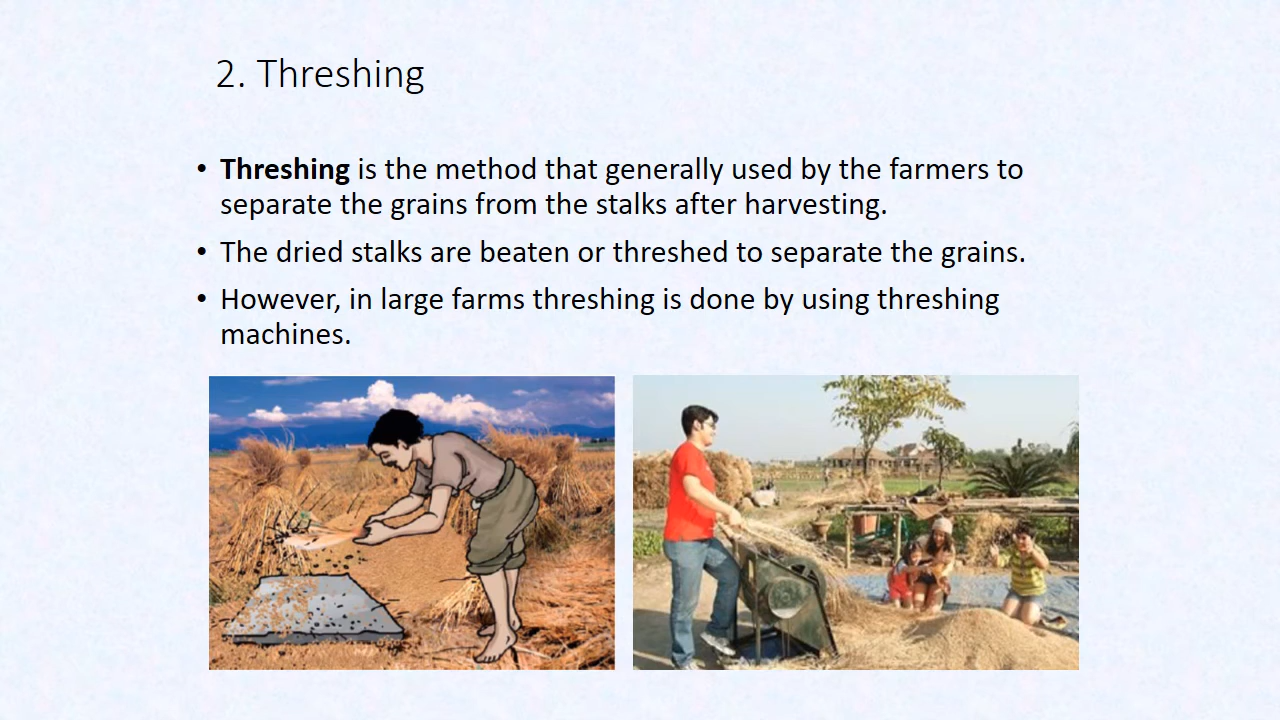 2. Threshing
• Threshing is the method that generally used by the farmers to
separate the grains from the stalks after harvesting.
• The dried stalks are beaten or threshed to separate the grains.
• However, in large farms threshing is done by using threshing
machines.